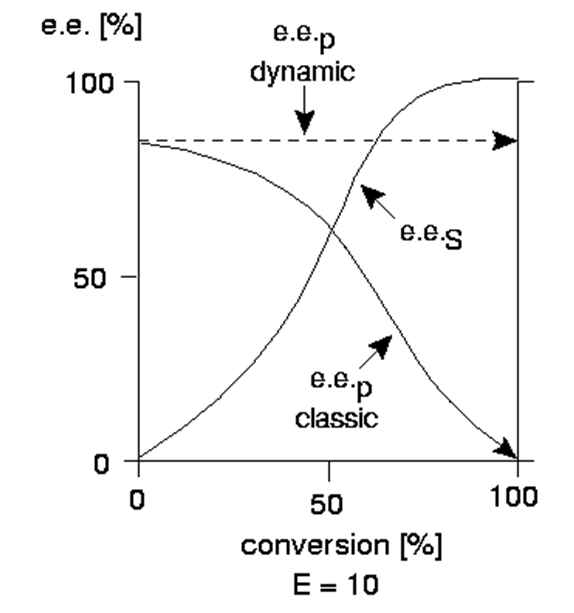 e.e. [%]
e.e.p
dynamic
100
e.e.S
50
e.e.p
classic
0
0
50
100
conversion [%]
E = 10